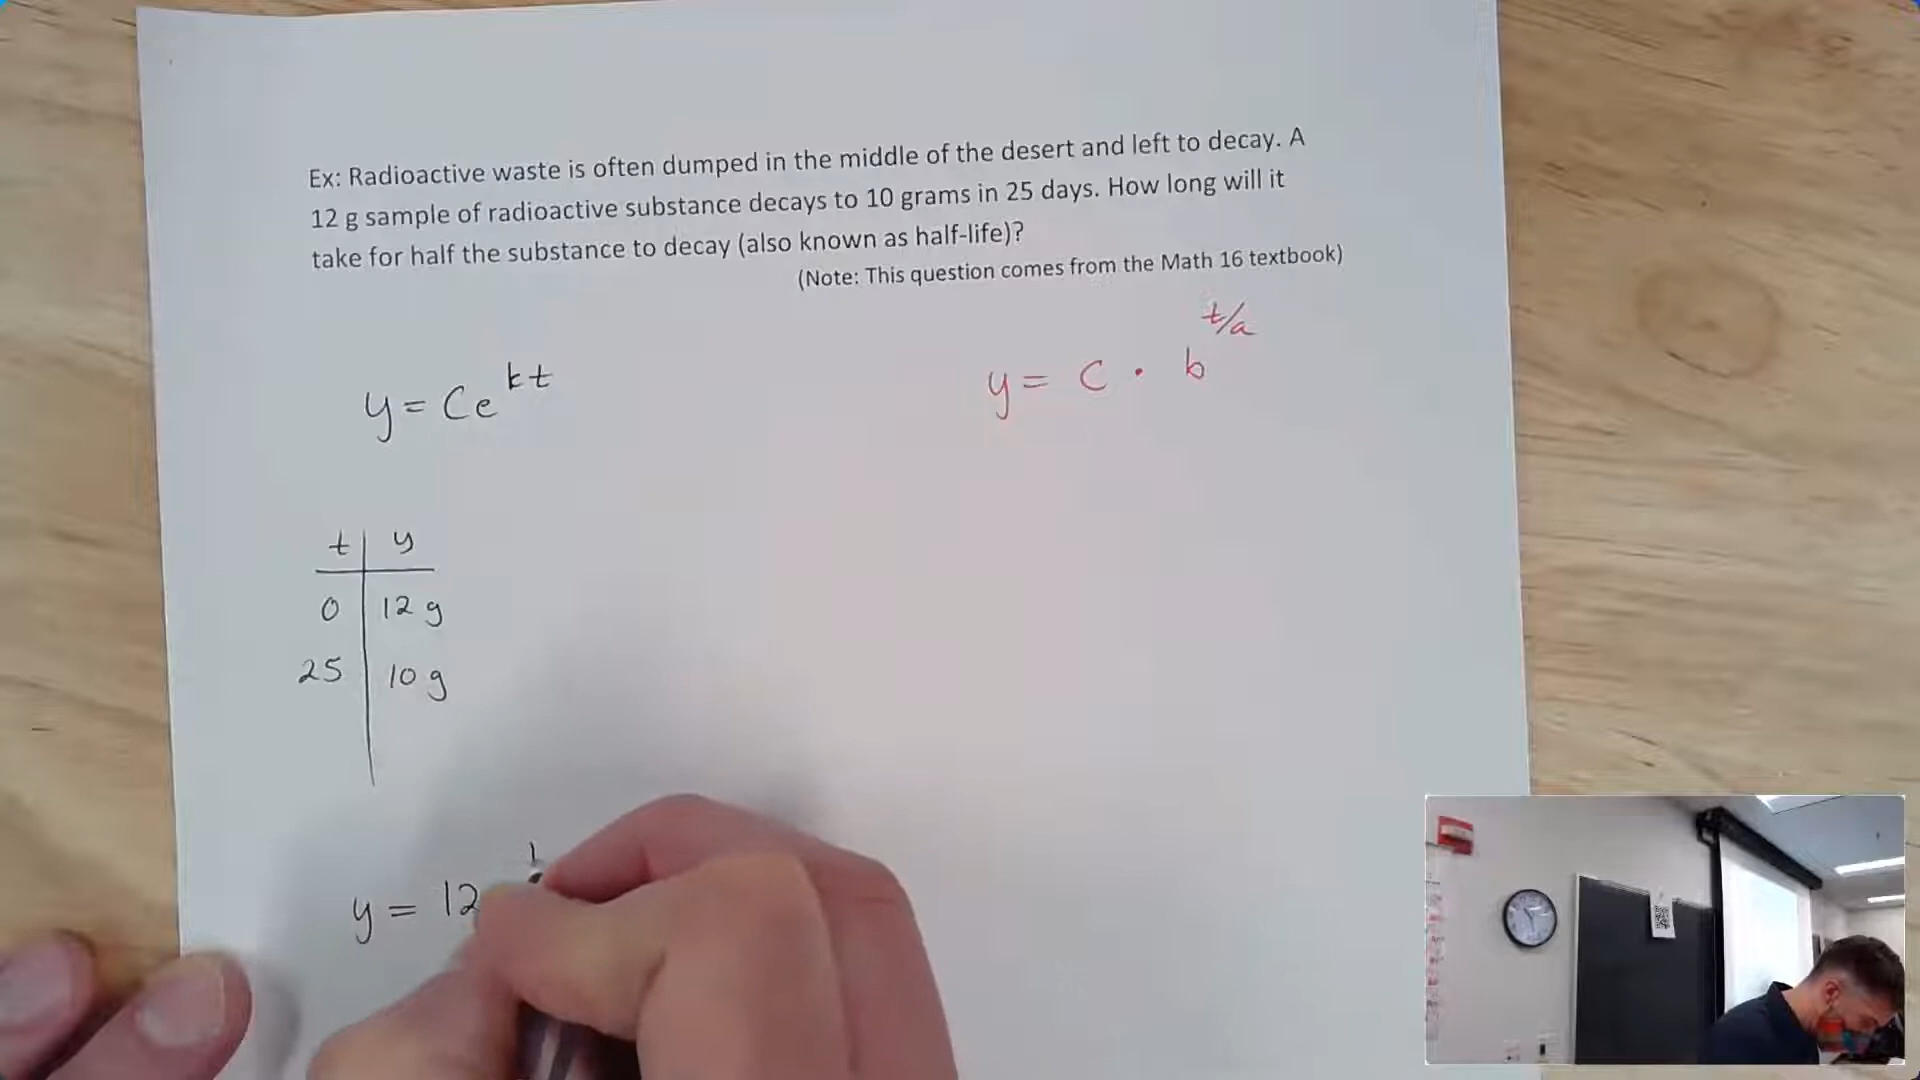 Ex: Radioactive waste is often dumped in the middle of the desert and left to decay. A
12 g sample of radioactive substance decays to 10 grams in 25 days. How long will it
take for half the substance to decay (also known as half-life)?
(Note: This question comes from the Math 16 textbook)
y = Ce^kt
y = C · b^t/a
t y
0 12 g
25 10 g
y = 12